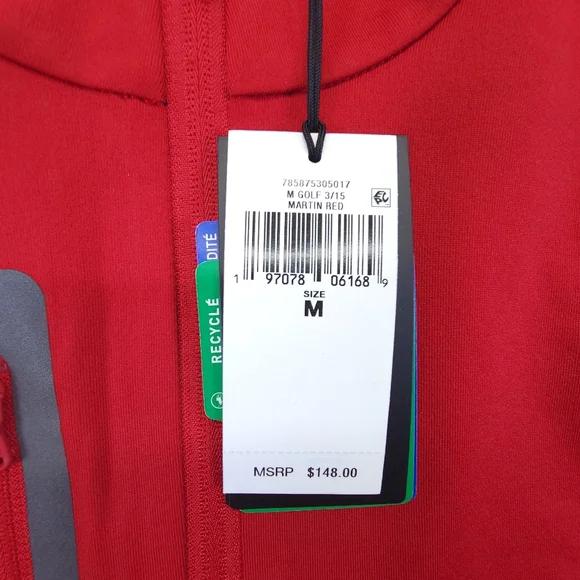 785875305017
M GOLF 3/15
MARTIN RED
1 97078 06168 9
SIZE
M
DITÉ
RECYCLÉ
MSRP $148.00